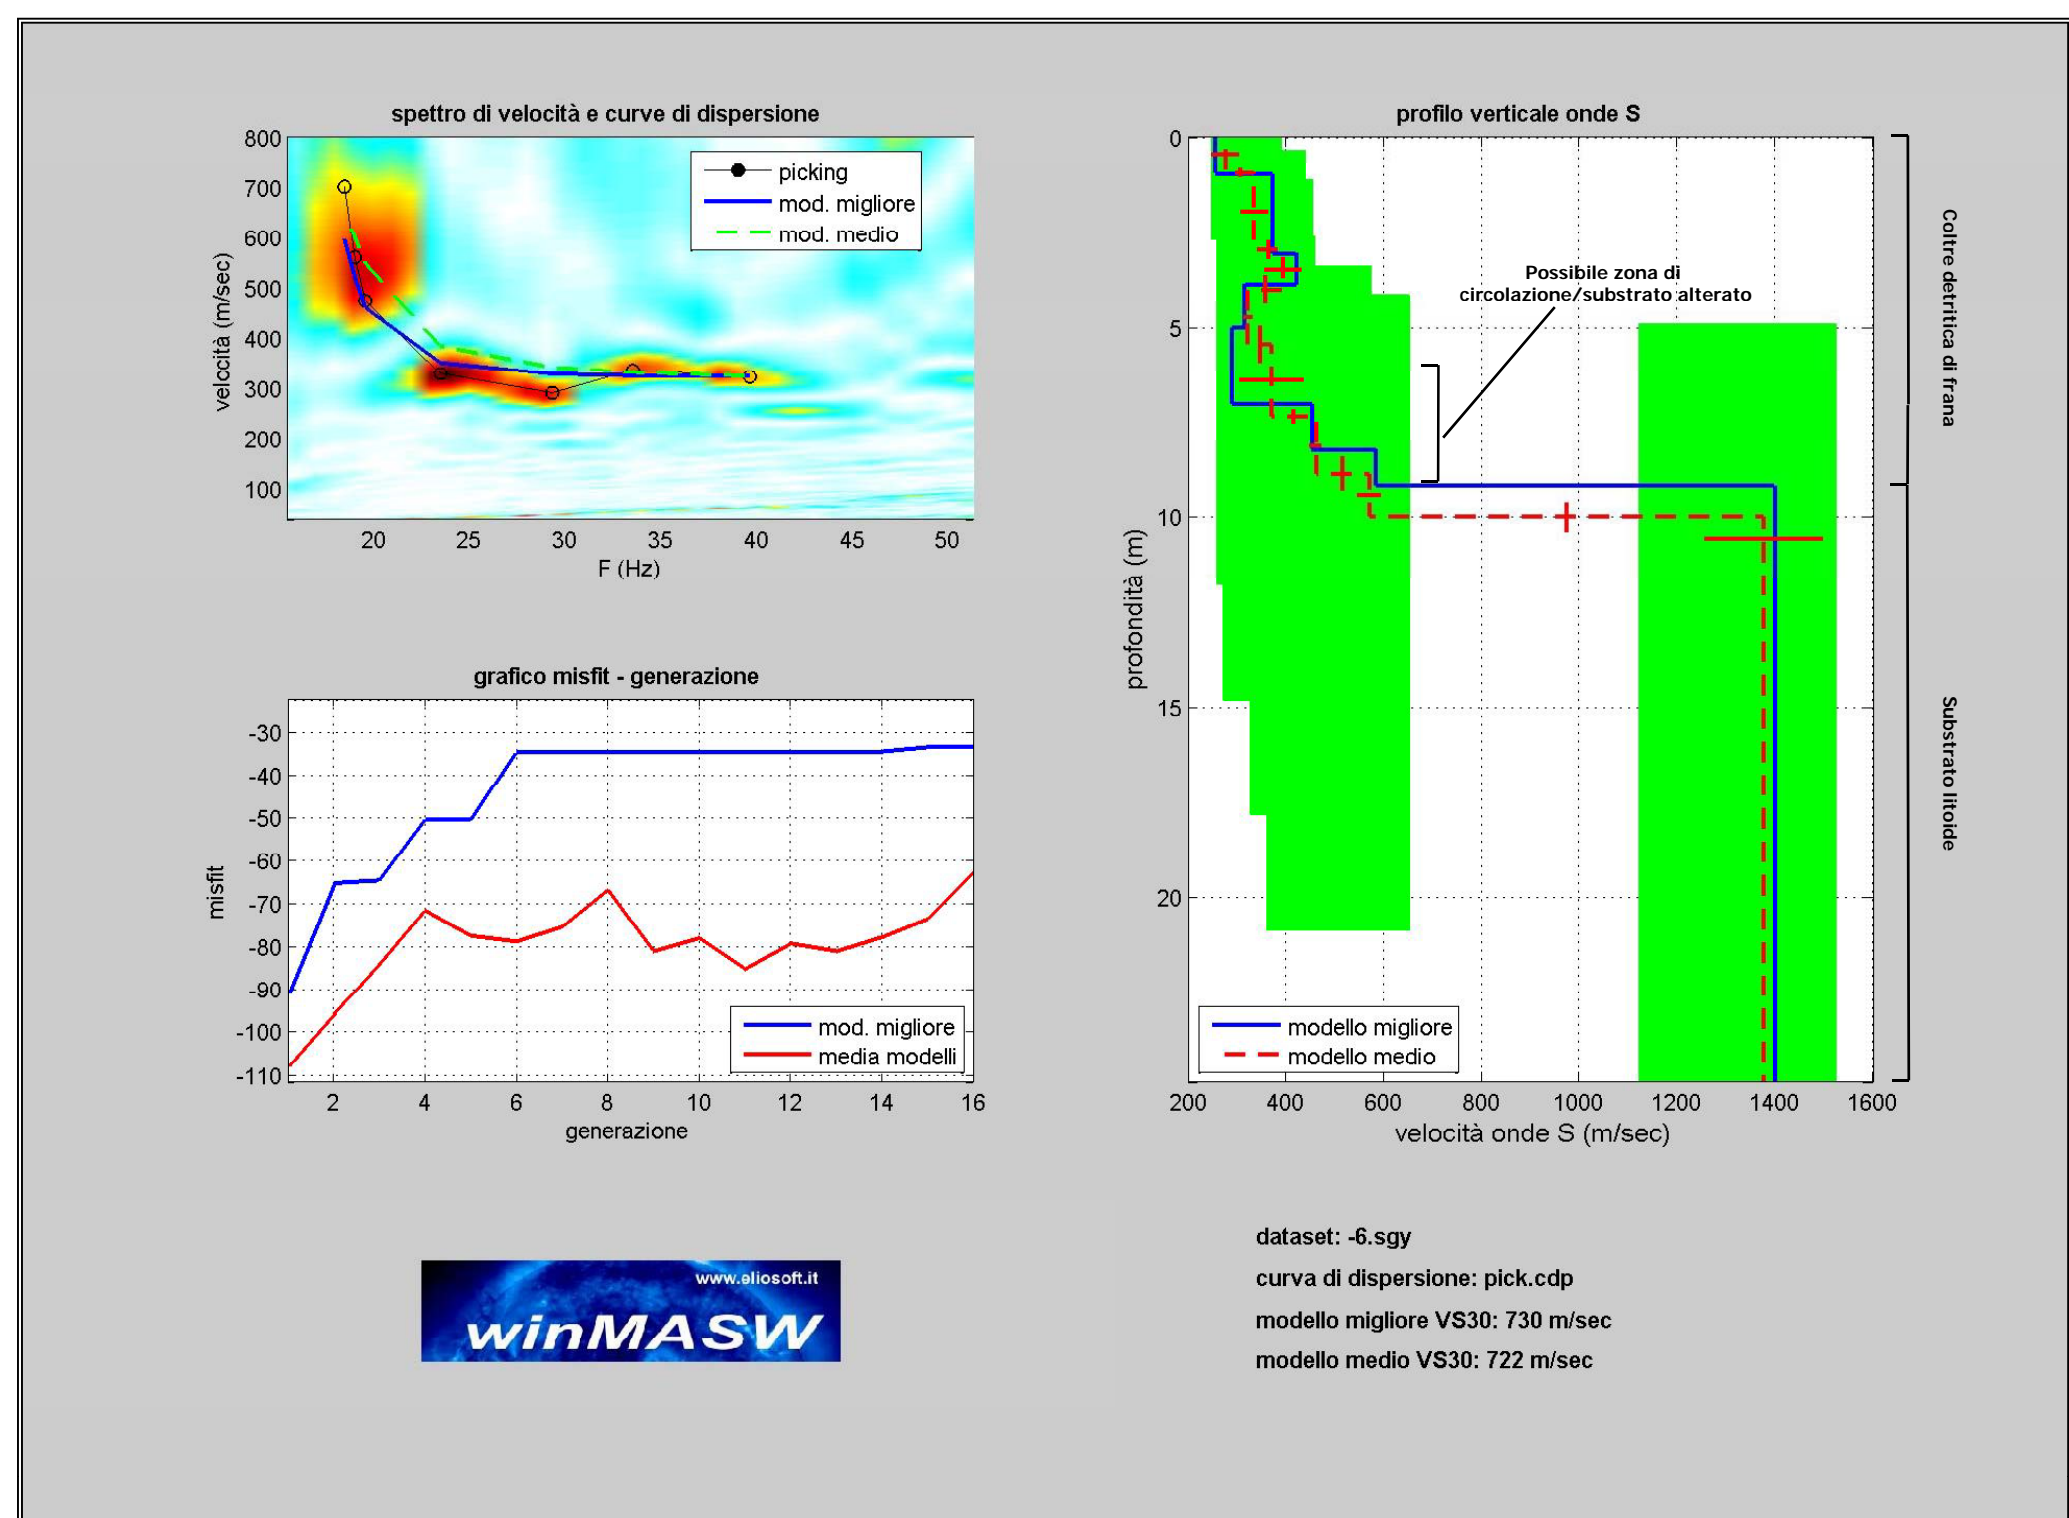 spettro di velocità e curve di dispersione
800
700
600
500
400
300
200
100
velocità (m/sec)
picking
mod. migliore
mod. medio
20
25
30
35
40
45
50
F (Hz)
grafico misfit - generazione
-30
-40
-50
-60
-70
-80
-90
-100
-110
misfit
mod. migliore
media modelli
2
4
6
8
10
12
14
16
generazione
www.eliosoft.it
winMASW
profilo verticale onde S
0
5
10
15
20
profondità (m)
Possibile zona di
circolazione/substrato alterato
modello migliore
modello medio
200
400
600
800
1000
1200
1400
1600
velocità onde S (m/sec)
Coltre detritica di frana
Substrato litoide
dataset: -6.sgy
curva di dispersione: pick.cdp
modello migliore VS30: 730 m/sec
modello medio VS30: 722 m/sec